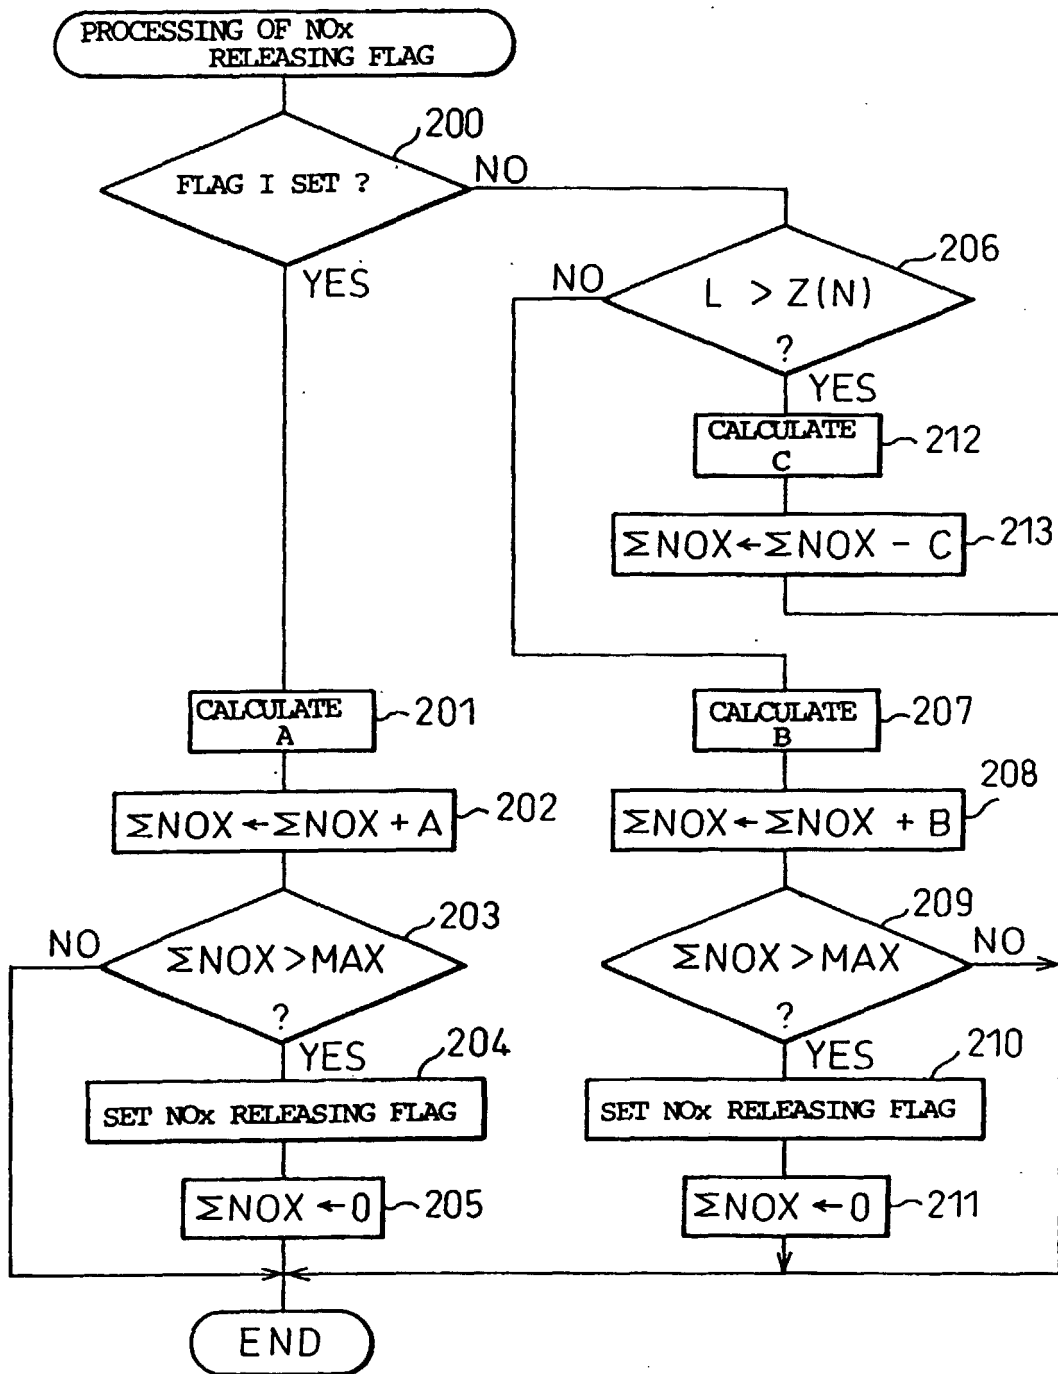 PROCESSING OF NOx
RELEASING FLAG
200
FLAG I SET ?
NO
YES
206
NO
L > Z(N)
?
YES
CALCULATE
C
212
ΣNOX←ΣNOX - C
213
CALCULATE
A
201
CALCULATE
B
207
ΣNOX←ΣNOX + A
202
ΣNOX←ΣNOX + B
208
203
NO
ΣNOX>MAX
?
YES
209
ΣNOX>MAX
NO
?
YES
204
SET NOx RELEASING FLAG
210
SET NOx RELEASING FLAG
ΣNOX←0
205
ΣNOX←0
211
END